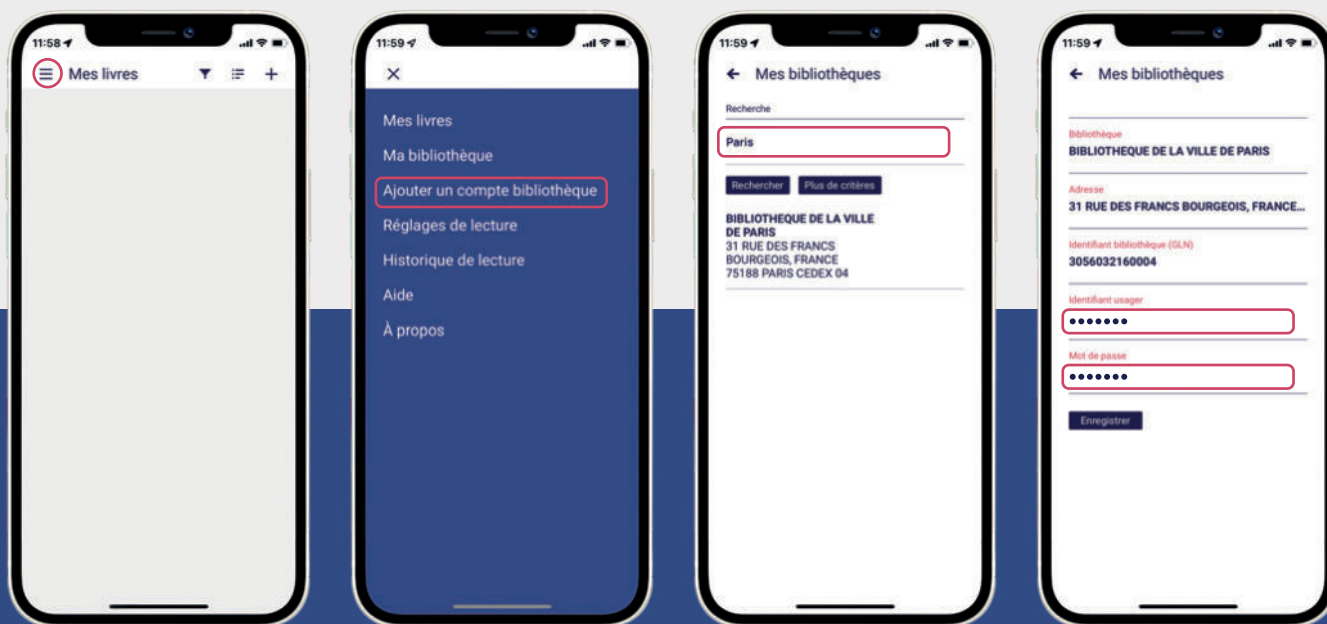 11:58
Mes livres
11:59
Mes livres
Ma bibliothèque
Ajouter un compte bibliothèque
Réglages de lecture
Historique de lecture
Aide
À propos
11:59
Mes bibliothèques
Recherche
Paris
Rechercher
Plus de critères
BIBLIOTHEQUE DE LA VILLE
DE PARIS
31 RUE DES FRANCS
BOURGEOIS, FRANCE
75188 PARIS CEDEX 04
11:59
Mes bibliothèques
Bibliothèque
BIBLIOTHEQUE DE LA VILLE DE PARIS
Adresse
31 RUE DES FRANCS BOURGEOIS, FRANCE...
Identifiant bibliothèque (GLN)
3056032160004
Identifiant usager
•••••••
Mot de passe
•••••••
Enregistrer